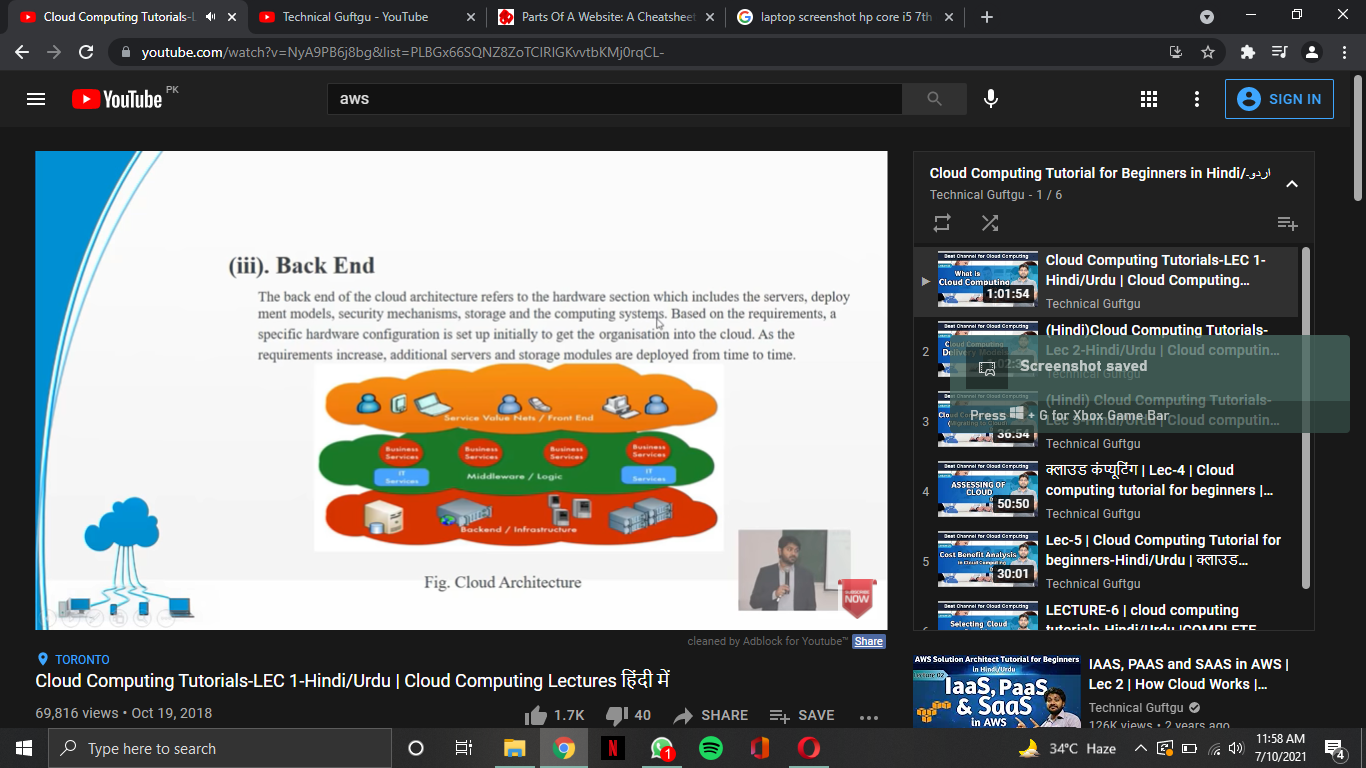 Cloud Computing Tutorials-L
Technical Guftgu - YouTube
Parts Of A Website: A Cheatsheet
laptop screenshot hp core i5 7th
youtube.com/watch?v=NyA9PB6j8bg&list=PLBGx66SQNZ8ZoTCIRIGKvvtbKMj0rqCL-
YouTube PK
aws
SIGN IN
(iii). Back End
The back end of the cloud architecture refers to the hardware section which includes the servers, deploy
ment models, security mechanisms, storage and the computing systems. Based on the requirements, a
specific hardware configuration is set up initially to get the organisation into the cloud. As the
requirements increase, additional servers and storage modules are deployed from time to time.
Service Value Nets / Front End
Business Services
Business Services
Business Services
Business Services
IT Services
Middleware / Logic
IT Services
Backend / Infrastructure
Fig. Cloud Architecture
SUBSCRIBE
NOW
cleaned by Adblock for Youtube™ Share
TORONTO
Cloud Computing Tutorials-LEC 1-Hindi/Urdu | Cloud Computing Lectures हिंदी में
69,816 views • Oct 19, 2018
1.7K
40
SHARE
SAVE
Cloud Computing Tutorial for Beginners in Hindi/اردو-
Technical Guftgu - 1 / 6
Best Channel for Cloud Computing
What is
Cloud Computing
1:01:54
Cloud Computing Tutorials-LEC 1-
Hindi/Urdu | Cloud Computing...
Technical Guftgu
2
Best Channel for Cloud Computing
Cloud Computing
Delivery Models
(Hindi)Cloud Computing Tutorials-
Lec 2-Hindi/Urdu | Cloud computin...
Technical Guftgu
Screenshot saved
Press + G for Xbox Game Bar
3
36:54
(Hindi) Cloud Computing Tutorials-
Lec 3-Hindi/Urdu | Cloud computin...
Technical Guftgu
4
Best Channel for Cloud Computing
ASSESING OF
CLOUD
50:50
क्लाउड कंप्यूटिंग | Lec-4 | Cloud
computing tutorial for beginners |...
Technical Guftgu
5
Best Channel for Cloud Computing
Cost Benefit Analysis
in Cloud Computing
30:01
Lec-5 | Cloud Computing Tutorial for
beginners-Hindi/Urdu | क्लाउड...
Technical Guftgu
Best Channel for Cloud Computing
Selecting Cloud
LECTURE-6 | cloud computing
tutorials-Hindi/Urdu |COMPLETE
AWS Solution Architect Tutorial for Beginners
in Hindi/Urdu
Lecture 02
IaaS, PaaS
& SaaS
in AWS
IAAS, PAAS and SAAS in AWS |
Lec 2 | How Cloud Works |...
Technical Guftgu
126K views • 2 years ago
Type here to search
1
34°C Haze
11:58 AM
7/10/2021
4